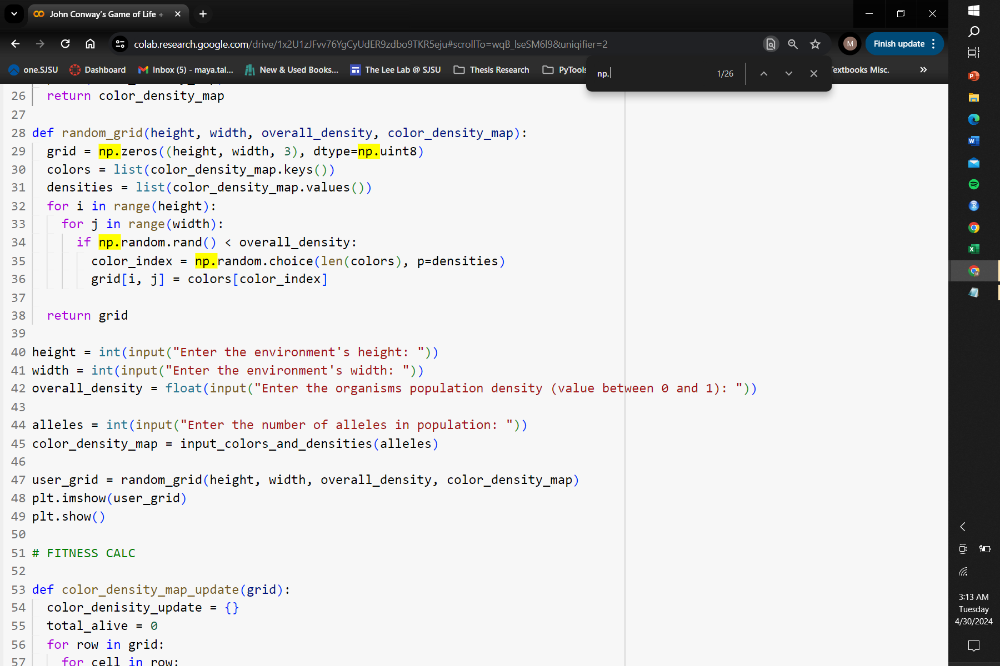 John Conway's Game of Life +
colab.research.google.com/drive/1x2U1zJFvv76YgCyUdER9zdbo9TKR5eju#scrollTo=wqB_lseSM6l9&uniqifier=2
M
Finish update
one.SJSU
Dashboard
Inbox (5) - maya.tal...
New & Used Books...
The Lee Lab @ SJSU
Thesis Research
PyTools
np.
1/26
Textbooks Misc.
26 return color_density_map
27
28 def random_grid(height, width, overall_density, color_density_map):
29 grid = np.zeros((height, width, 3), dtype=np.uint8)
30 colors = list(color_density_map.keys())
31 densities = list(color_density_map.values())
32 for i in range(height):
33 for j in range(width):
34 if np.random.rand() < overall_density:
35 color_index = np.random.choice(len(colors), p=densities)
36 grid[i, j] = colors[color_index]
37
38 return grid
39
40 height = int(input("Enter the environment's height: "))
41 width = int(input("Enter the environment's width: "))
42 overall_density = float(input("Enter the organisms population density (value between 0 and 1): "))
43
44 alleles = int(input("Enter the number of alleles in population: "))
45 color_density_map = input_colors_and_densities(alleles)
46
47 user_grid = random_grid(height, width, overall_density, color_density_map)
48 plt.imshow(user_grid)
49 plt.show()
50
51 # FITNESS CALC
52
53 def color_density_map_update(grid):
54 color_denisity_update = {}
55 total_alive = 0
56 for row in grid:
57 for cell in row:
3:13 AM
Tuesday
4/30/2024